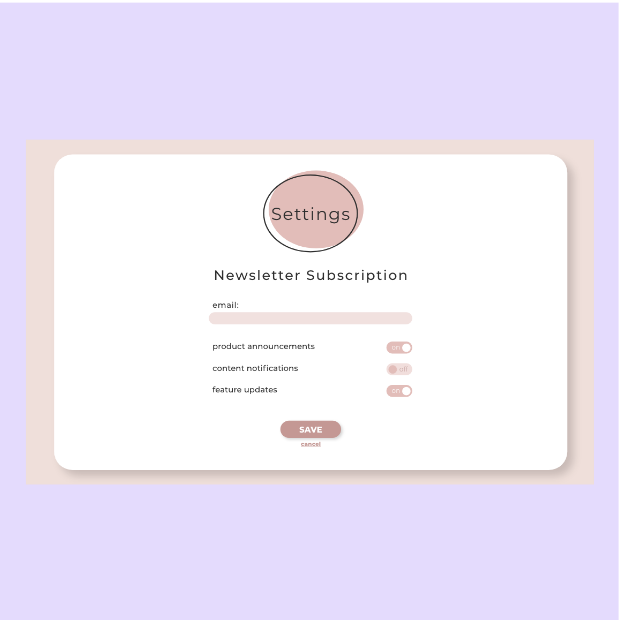 Settings
Newsletter Subscription
email:
product announcements on
content notifications off
feature updates on
SAVE
cancel